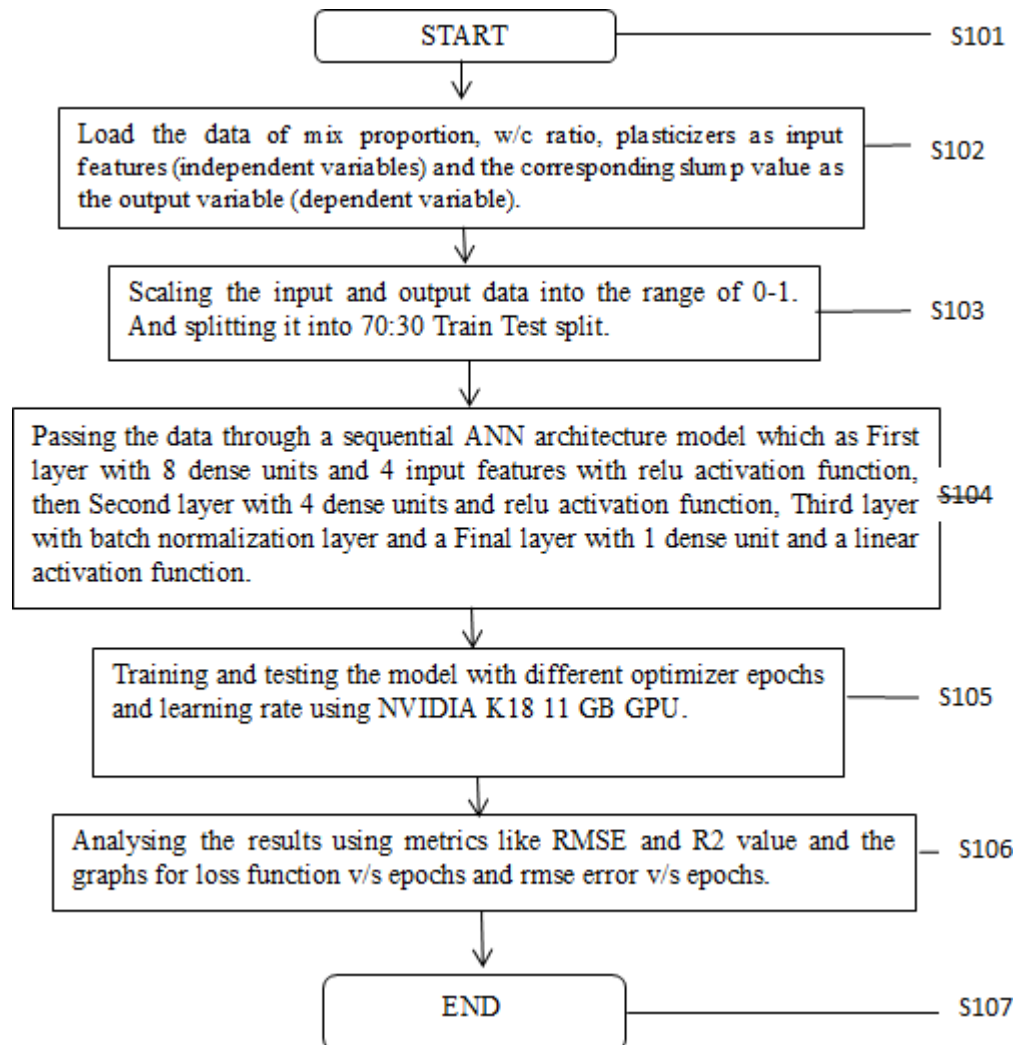 START
S101
Load the data of mix proportion, w/c ratio, plasticizers as input
features (independent variables) and the corresponding slump value as
the output variable (dependent variable).
S102
Scaling the input and output data into the range of 0-1.
And splitting it into 70:30 Train Test split.
S103
Passing the data through a sequential ANN architecture model which as First
layer with 8 dense units and 4 input features with relu activation function,
then Second layer with 4 dense units and relu activation function, Third layer
with batch normalization layer and a Final layer with 1 dense unit and a linear
activation function.
S104
Training and testing the model with different optimizer epochs
and learning rate using NVIDIA K18 11 GB GPU.
S105
Analysing the results using metrics like RMSE and R2 value and the
graphs for loss function v/s epochs and rmse error v/s epochs.
S106
END
S107